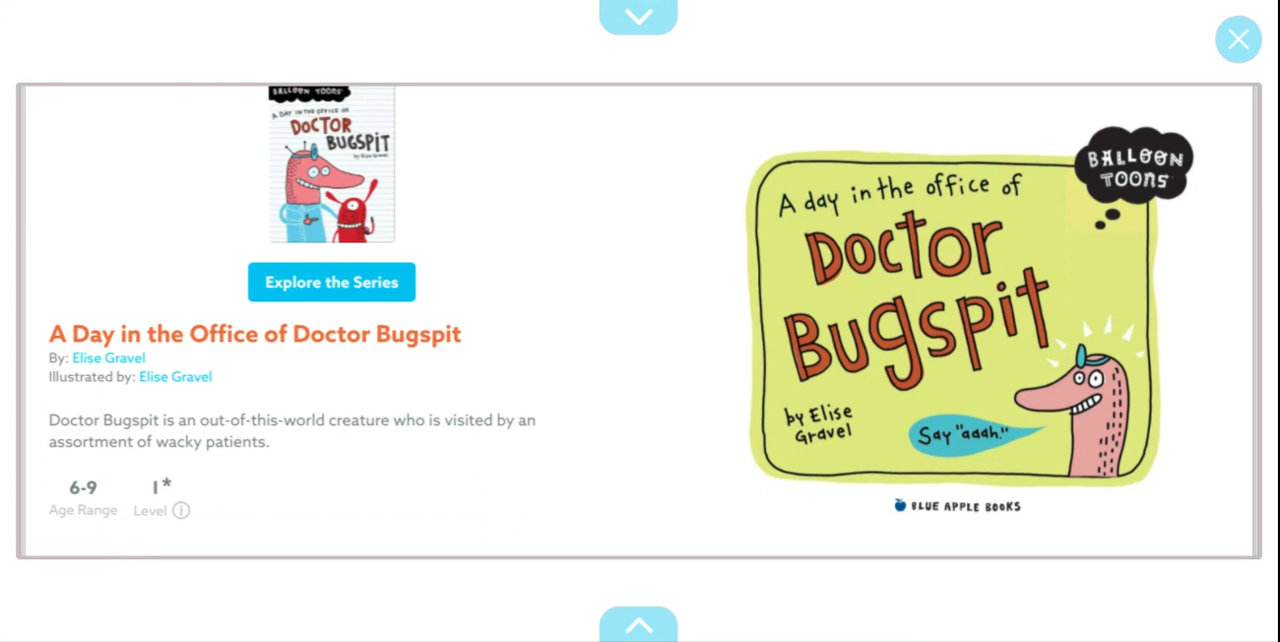 BALLOON TOONS
A DAY IN THE OFFICE OF
DOCTOR
BUGSPIT
by Elise Gravel
Explore the Series
A Day in the Office of Doctor Bugspit
By: Elise Gravel
Illustrated by: Elise Gravel
Doctor Bugspit is an out-of-this-world creature who is visited by an
assortment of wacky patients.
6-9
Age Range
I*
Level
BALLOON
TOONS
A day in the office of
Doctor
Bugspit
by Elise
Gravel
Say "aaah."
BLUE APPLE BOOKS